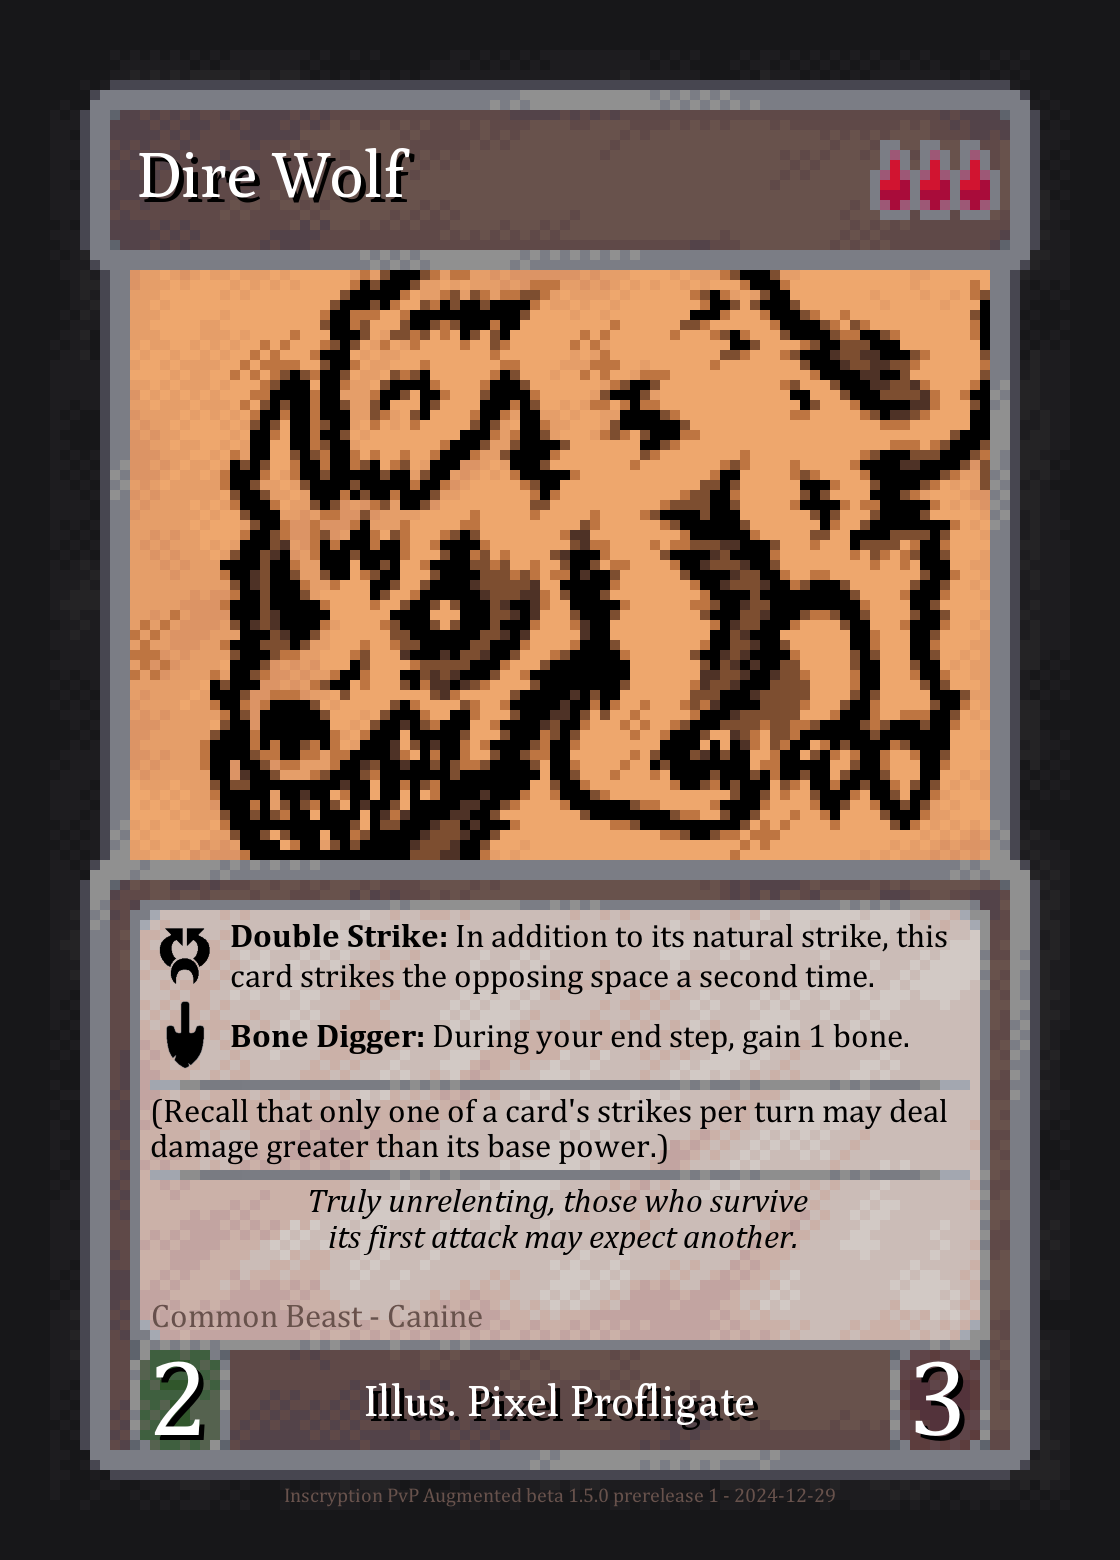 Dire Wolf
Double Strike: In addition to its natural strike, this
card strikes the opposing space a second time.
Bone Digger: During your end step, gain 1 bone.
(Recall that only one of a card's strikes per turn may deal
damage greater than its base power.)
Truly unrelenting, those who survive
its first attack may expect another.
Common Beast - Canine
2
Illus. Pixel Profligate
3
Inscryption PvP Augmented beta 1.5.0 prerelease 1 - 2024-12-29